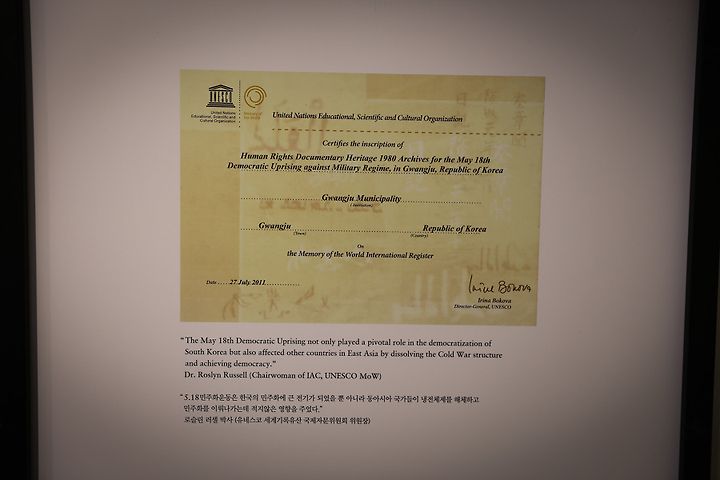 United Nations
Educational, Scientific and
Cultural Organization
Memory of
the World
United Nations Educational, Scientific and Cultural Organization
Certifies the inscription of
Human Rights Documentary Heritage 1980 Archives for the May 18th
Democratic Uprising against Military Regime, in Gwangju, Republic of Korea
Gwangju Municipality
(Institution)
Gwangju
Republic of Korea
(Town)
(Country)
On
the Memory of the World International Register
Date ..... 27 July 2011
Irina Bokova
Irina Bokova
Director-General, UNESCO
“The May 18th Democratic Uprising not only played a pivotal role in the democratization of
South Korea but also affected other countries in East Asia by dissolving the Cold War structure
and achieving democracy.”
Dr. Roslyn Russell (Chairwoman of IAC, UNESCO MoW)
“5.18민주화운동은 한국의 민주화에 큰 전기가 되었을 뿐 아니라 동아시아 국가들이 냉전체제를 해체하고
민주화를 이뤄나가는데 적지않은 영향을 주었다.”
로슬린 러셀 박사 (유네스코 세계기록유산 국제자문위원회 위원장)